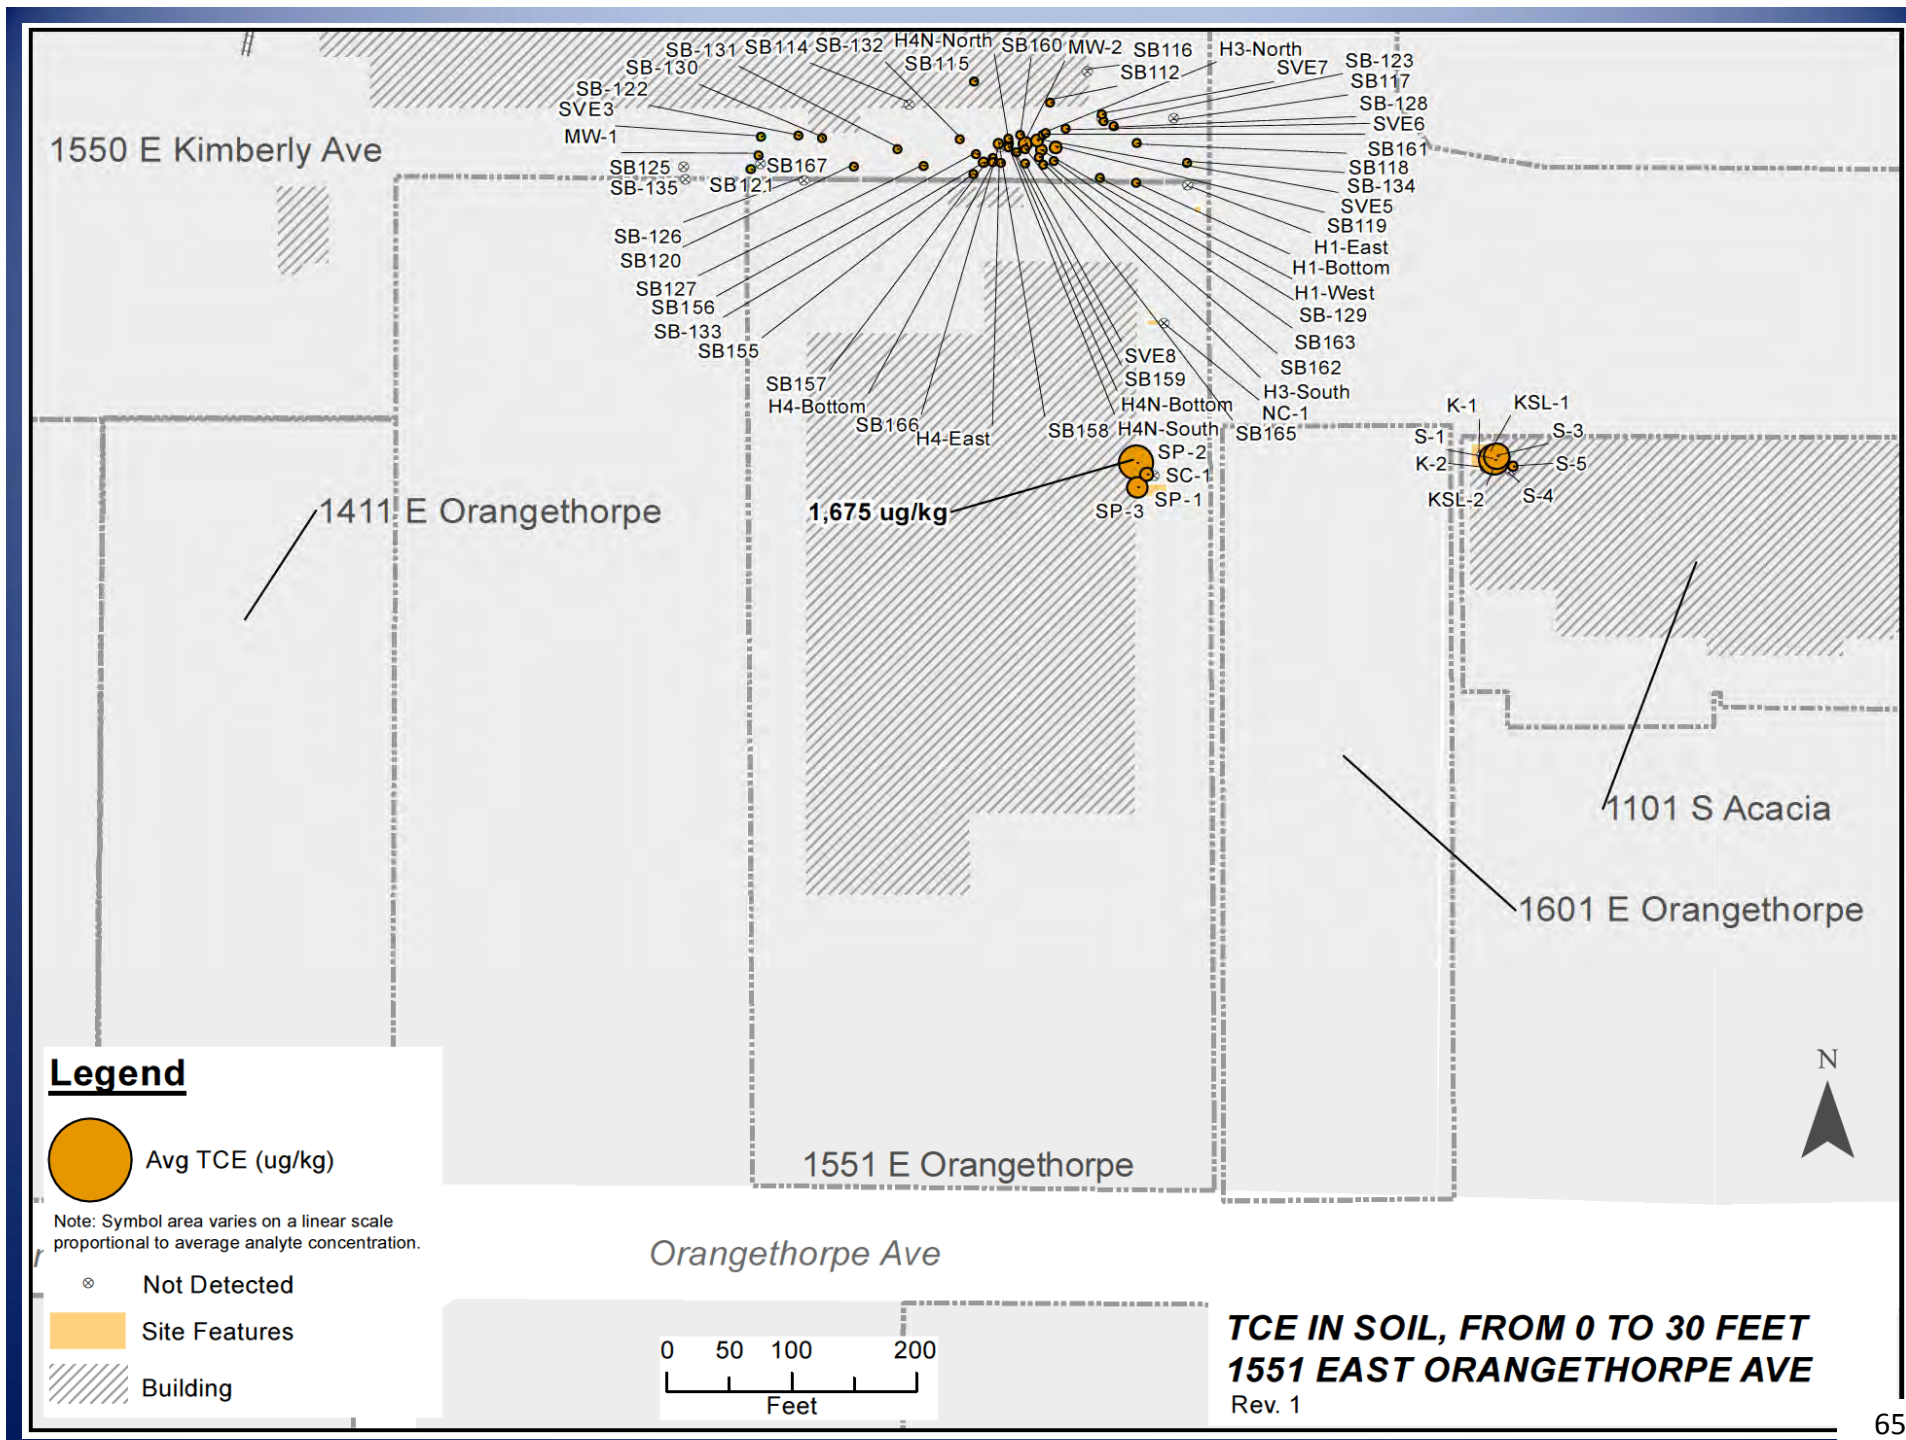 SB-131 SB114 SB-132 H4N-North SB160 MW-2 SB116 H3-North
SB-130 SB115 SB112 SVE7 SB-123
SB-122 SB117
SVE3 SB-128
MW-1 SVE6
1550 E Kimberly Ave SB161
SB125 SB167 SB118
SB-135 SB121 SB-134
SVE5
SB119
SB-126 H1-East
SB120 H1-Bottom
SB127 H1-West
SB156 SB-129
SB-133 SB163
SB155 SVE8 SB162
SB157 SB159 H3-South
H4-Bottom H4N-Bottom NC-1
SB166 H4-East SB158 H4N-South SB165
K-1 KSL-1
S-1 S-3
K-2 S-5
KSL-2 S-4
SP-2
SC-1
SP-3 SP-1
1,675 ug/kg
1411 E Orangethorpe
1101 S Acacia
1601 E Orangethorpe
N
1551 E Orangethorpe
Orangethorpe Ave
Legend
Avg TCE (ug/kg)
Note: Symbol area varies on a linear scale
proportional to average analyte concentration.
r
Not Detected
Site Features
Building
0 50 100 200
Feet
TCE IN SOIL, FROM 0 TO 30 FEET
1551 EAST ORANGETHORPE AVE
Rev. 1
65